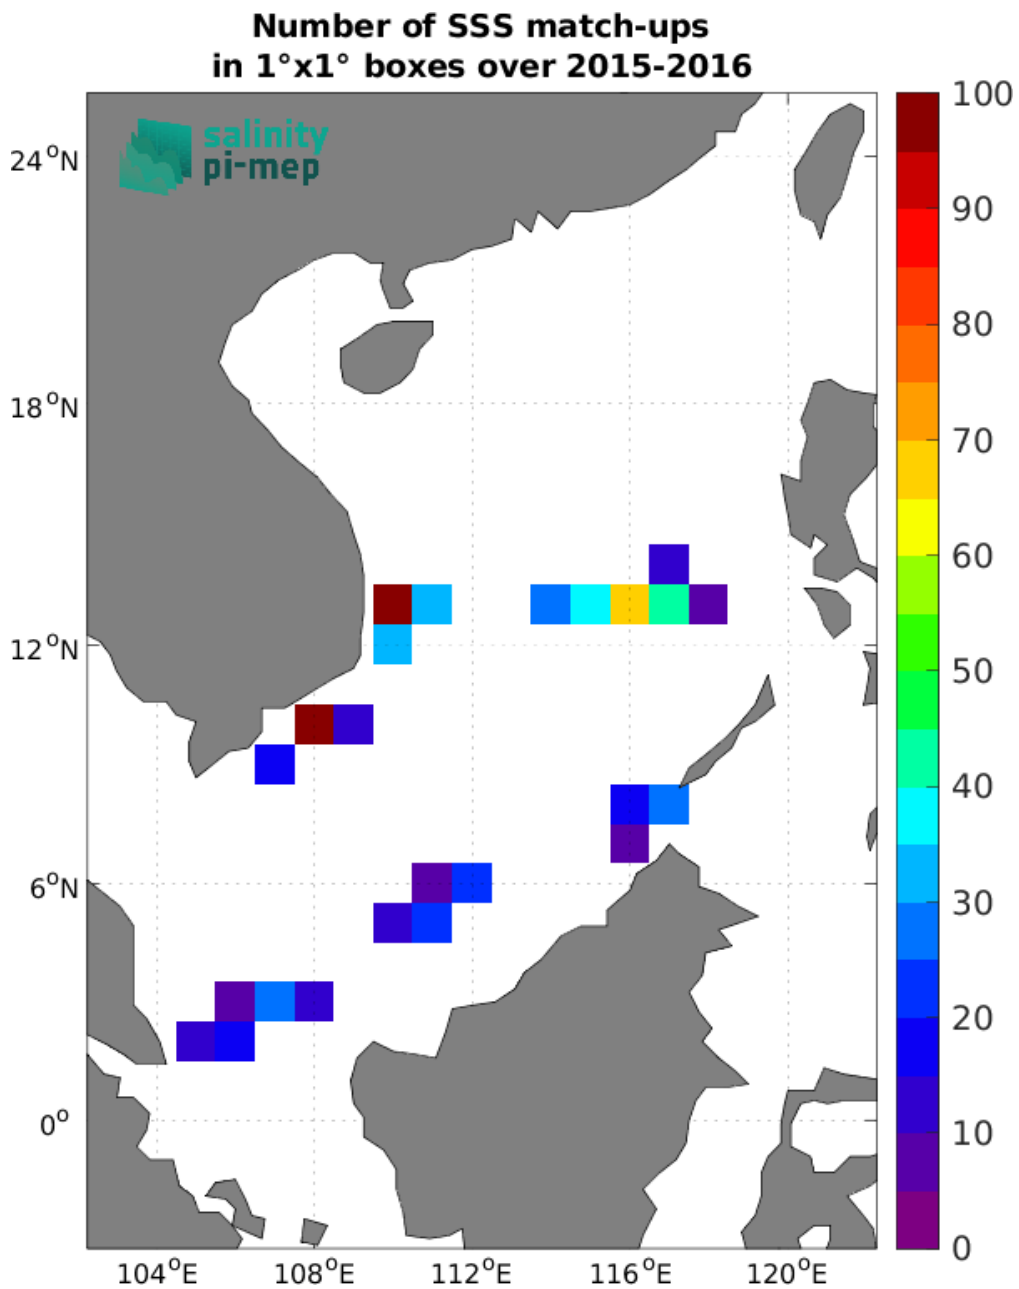 Number of SSS match-ups
in 1°x1° boxes over 2015-2016
salinity
pi-mep
24°N
18°N
12°N
6°N
0°
104°E 108°E 112°E 116°E 120°E
100
90
80
70
60
50
40
30
20
10
0